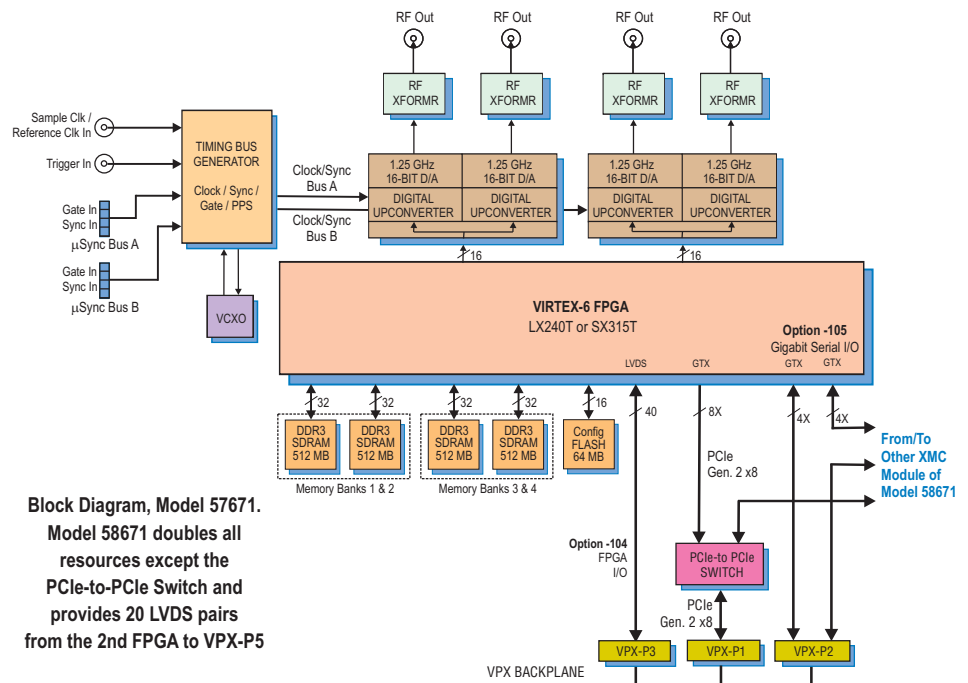 RF Out
RF Out
RF Out
RF Out
RF
XFORMR
RF
XFORMR
RF
XFORMR
RF
XFORMR
Sample Clk /
Reference Clk In
Trigger In
TIMING BUS
GENERATOR
Clock / Sync /
Gate / PPS
Gate In
Sync In
µSync Bus A
Gate In
Sync In
µSync Bus B
VCXO
Clock/Sync
Bus A
Clock/Sync
Bus B
1.25 GHz
16-BIT D/A
DIGITAL
UPCONVERTER
1.25 GHz
16-BIT D/A
DIGITAL
UPCONVERTER
1.25 GHz
16-BIT D/A
DIGITAL
UPCONVERTER
1.25 GHz
16-BIT D/A
DIGITAL
UPCONVERTER
16
16
VIRTEX-6 FPGA
LX240T or SX315T
Option -105
Gigabit Serial I/O
LVDS
GTX
GTX
GTX
32
32
32
32
16
40
8X
4X
4X
DDR3
SDRAM
512 MB
DDR3
SDRAM
512 MB
DDR3
SDRAM
512 MB
DDR3
SDRAM
512 MB
Config
FLASH
64 MB
Memory Banks 1 & 2
Memory Banks 3 & 4
PCIe
Gen. 2 x8
From/To
Other XMC
Module of
Model 58671
Block Diagram, Model 57671.
Model 58671 doubles all
resources except the
PCIe-to-PCIe Switch and
provides 20 LVDS pairs
from the 2nd FPGA to VPX-P5
Option -104
FPGA
I/O
PCIe-to PCIe
SWITCH
PCIe
Gen. 2 x8
VPX-P3
VPX-P1
VPX-P2
VPX BACKPLANE